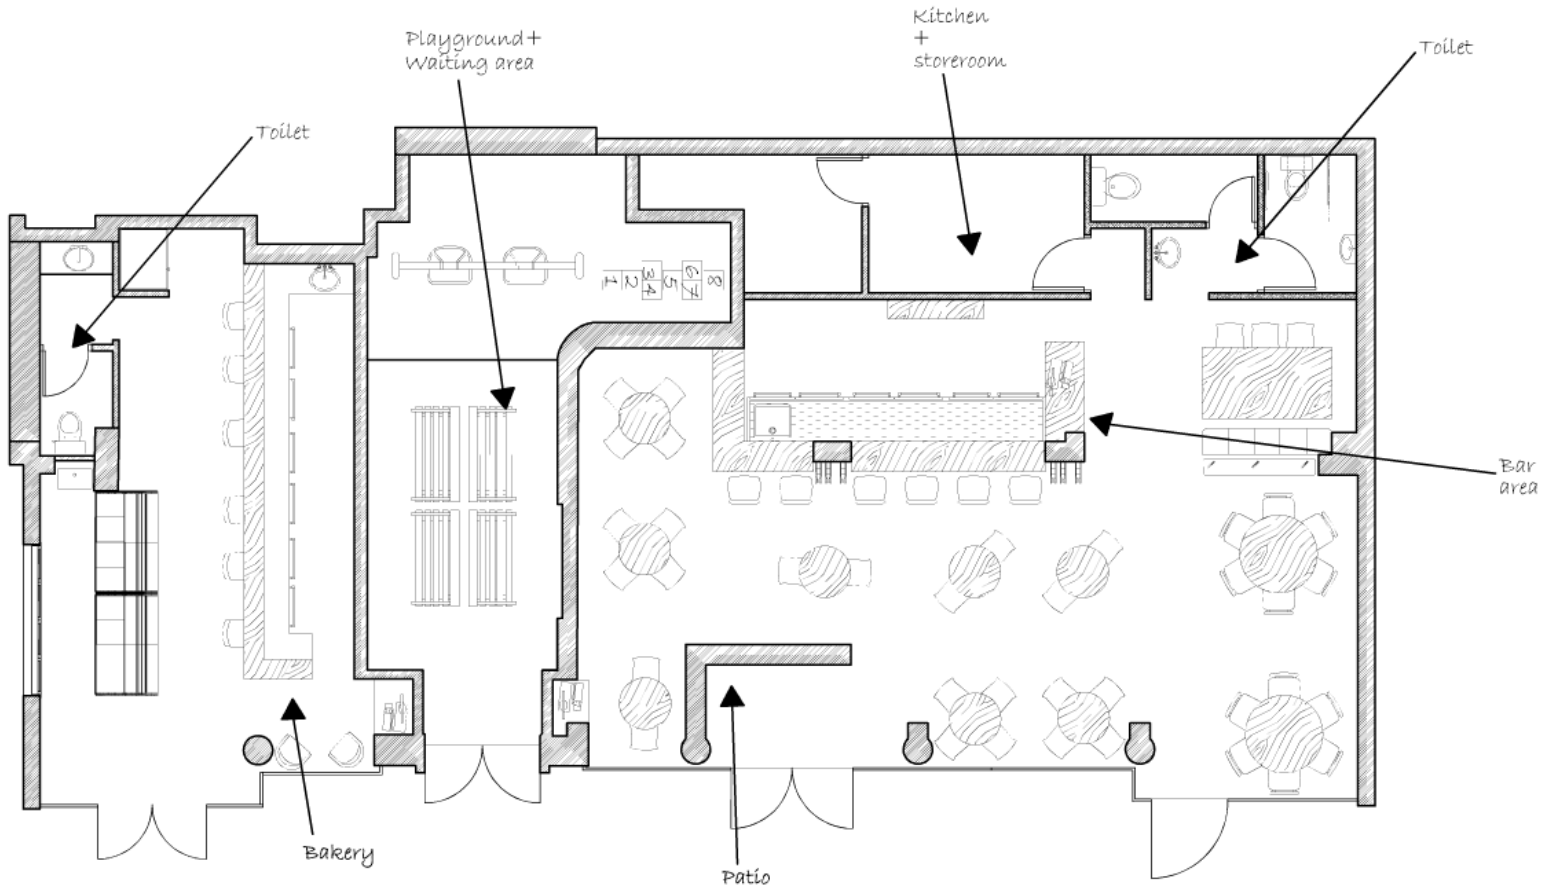 Kitchen
+
storeroom
Playground+
Waiting area
Toilet
Toilet
1 2 3 4 5 6 7 8
Bar
area
Bakery
Patio